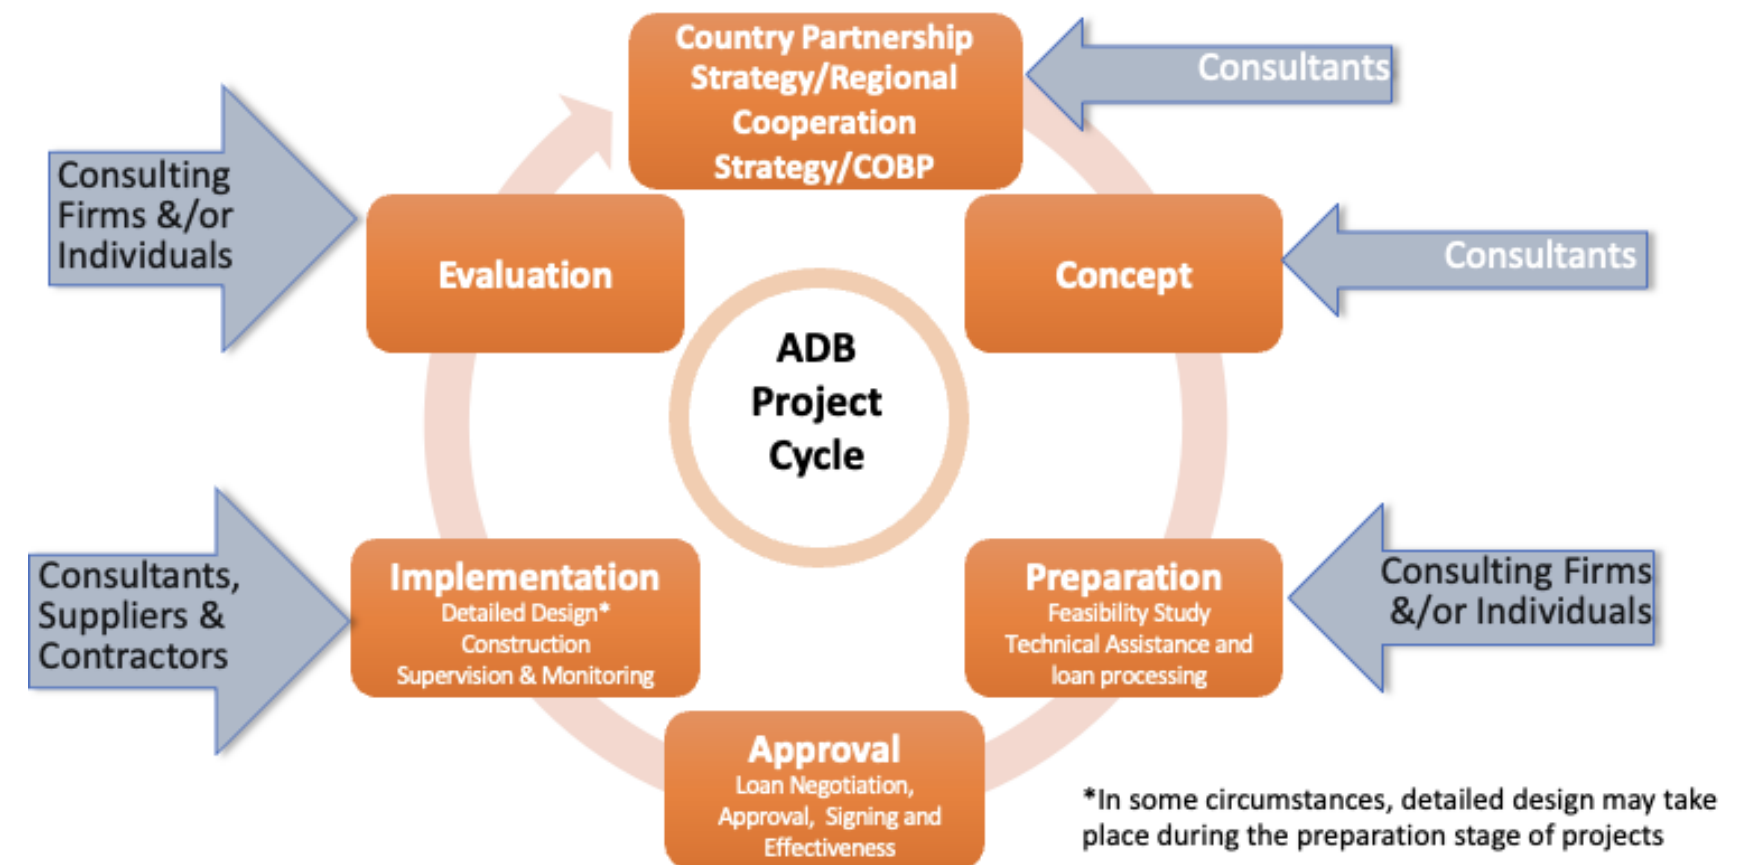 Country Partnership
Strategy/Regional
Cooperation
Strategy/COBP
Consultants
Consulting
Firms &/or
Individuals
Evaluation
Concept
Consultants
ADB
Project
Cycle
Consultants,
Suppliers &
Contractors
Implementation
Detailed Design*
Construction
Supervision & Monitoring
Preparation
Feasibility Study
Technical Assistance and
loan processing
Consulting Firms
&/or Individuals
Approval
Loan Negotiation,
Approval, Signing and
Effectiveness
*In some circumstances, detailed design may take
place during the preparation stage of projects